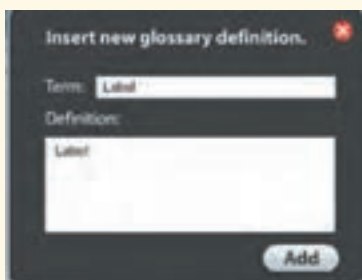 Insert new glossary definition.
Term: Label
Definition:
Label
Add